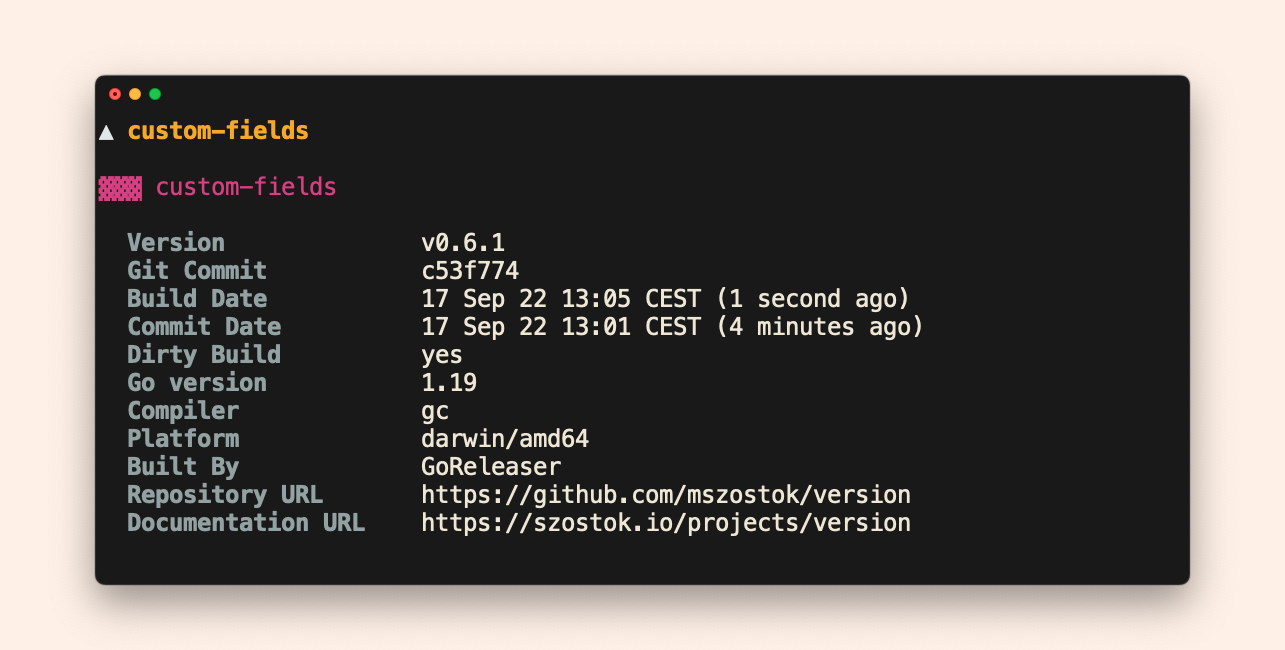 ▲ custom-fields
▓▓▓ custom-fields
Version v0.6.1
Git Commit c53f774
Build Date 17 Sep 22 13:05 CEST (1 second ago)
Commit Date 17 Sep 22 13:01 CEST (4 minutes ago)
Dirty Build yes
Go version 1.19
Compiler gc
Platform darwin/amd64
Built By GoReleaser
Repository URL https://github.com/mszostok/version
Documentation URL https://szostok.io/projects/version